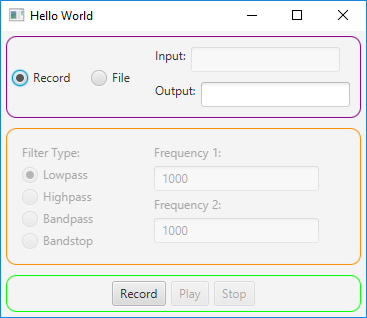 Hello World
Input:
Record File
Output:
Filter Type: Frequency 1:
Lowpass 1000
Highpass
Frequency 2:
Bandpass
1000
Bandstop
Record Play Stop